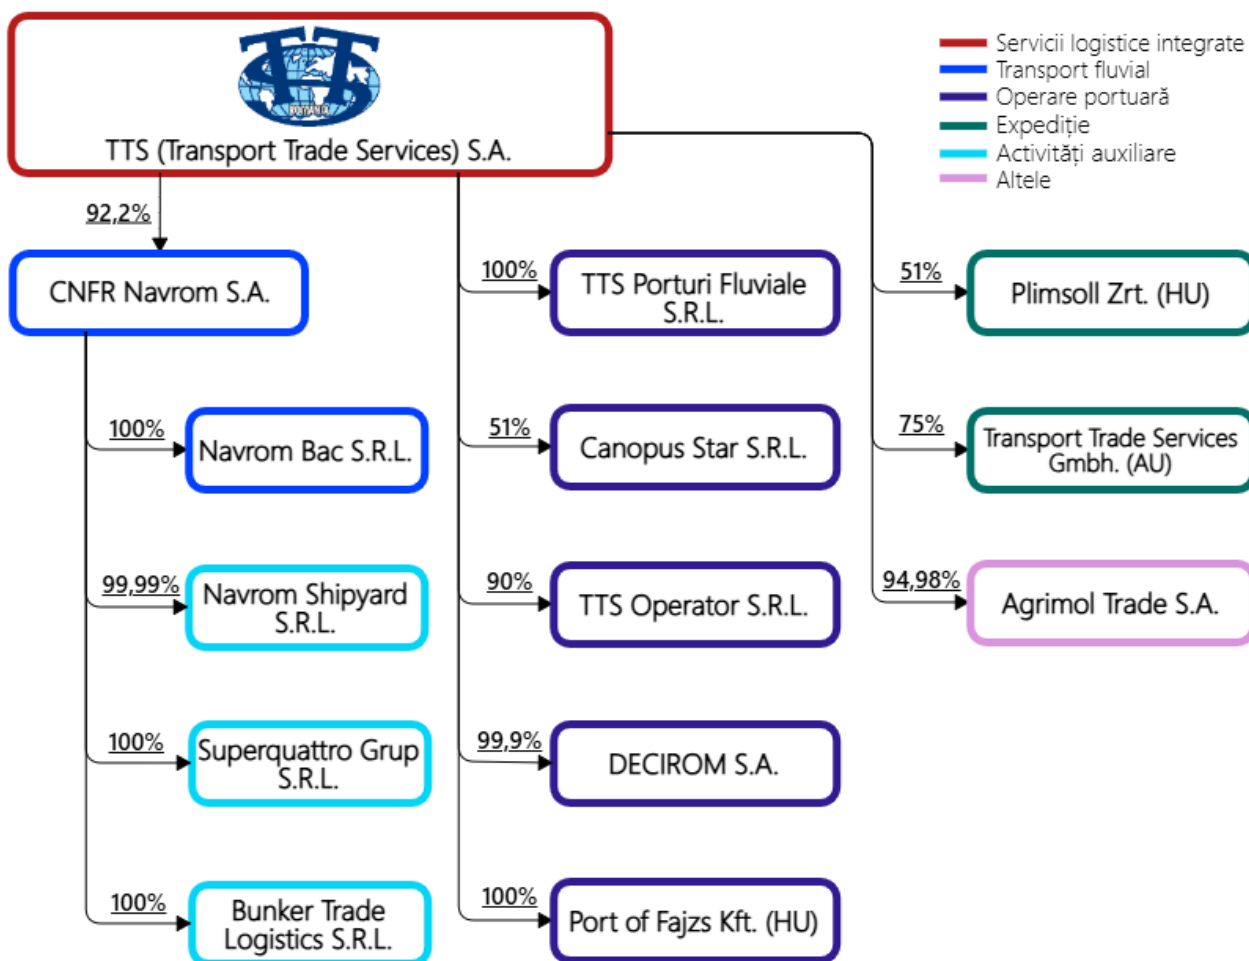 TTS
ROMANIA
TTS (Transport Trade Services) S.A.
Servicii logistice integrate
Transport fluvial
Operare portuară
Expediție
Activități auxiliare
Altele
92,2%
CNFR Navrom S.A.
100%
Navrom Bac S.R.L.
99,99%
Navrom Shipyard
S.R.L.
100%
Superquattro Grup
S.R.L.
100%
Bunker Trade
Logistics S.R.L.
100%
TTS Porturi Fluviale
S.R.L.
51%
Canopus Star S.R.L.
90%
TTS Operator S.R.L.
99,9%
DECIROM S.A.
100%
Port of Fajzs Kft. (HU)
51%
Plimsoll Zrt. (HU)
75%
Transport Trade Services
Gmbh. (AU)
94,98%
Agrimol Trade S.A.